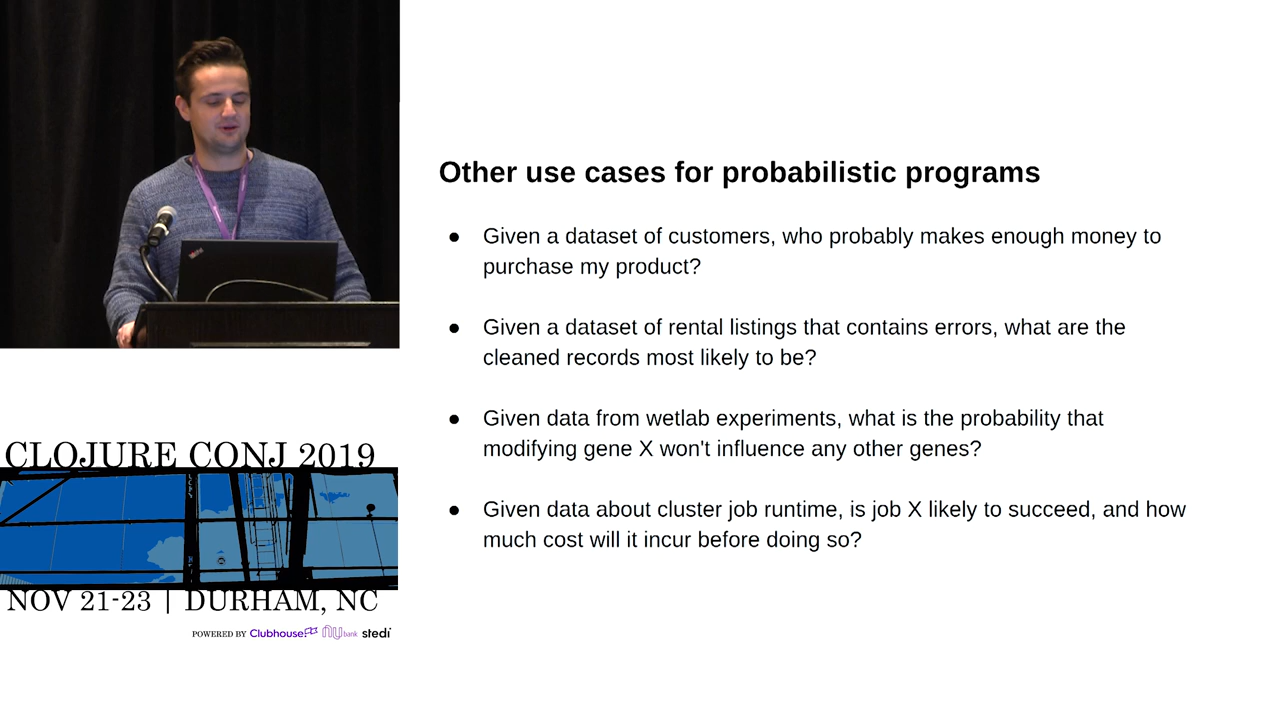 Other use cases for probabilistic programs
● Given a dataset of customers, who probably makes enough money to
purchase my product?
● Given a dataset of rental listings that contains errors, what are the
cleaned records most likely to be?
● Given data from wetlab experiments, what is the probability that
modifying gene X won't influence any other genes?
● Given data about cluster job runtime, is job X likely to succeed, and how
much cost will it incur before doing so?
CLOJURE CONJ 2019
NOV 21-23 | DURHAM, NC
POWERED BY Clubhouse nu bank stedi